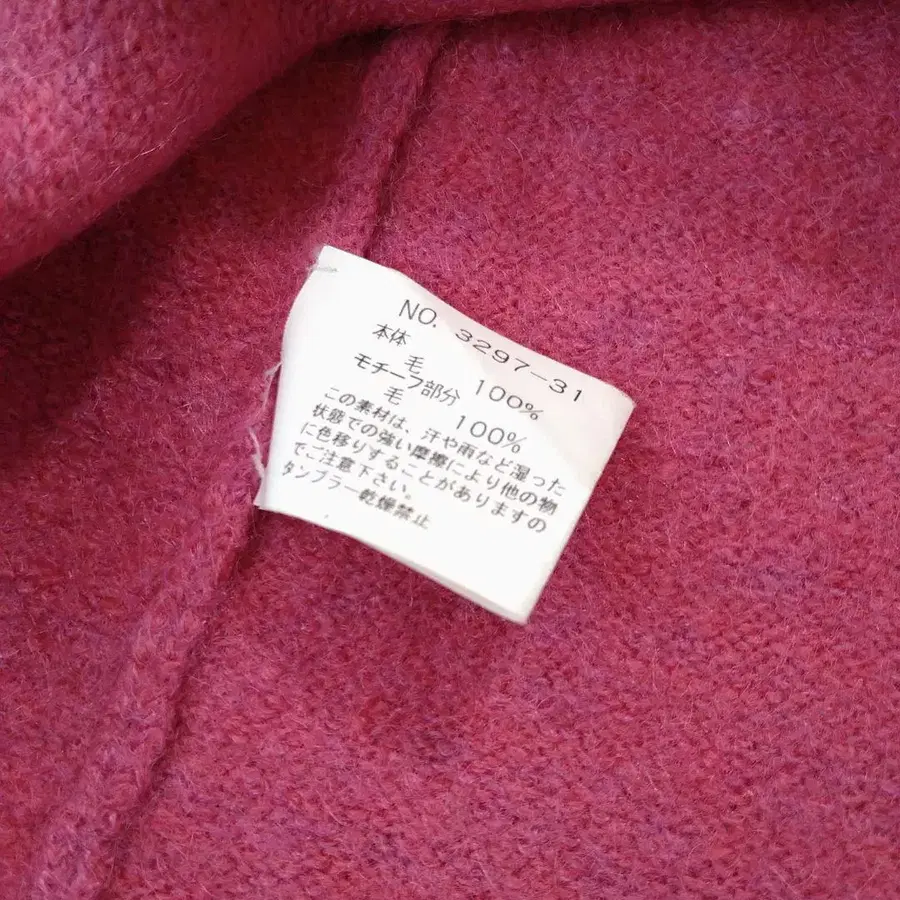 NO. 3297-31
本体
毛 100%
モチーフ部分
毛 100%
この素材は、汗や雨など湿った
状態での強い摩擦により他の物
に色移りすることがありますの
でご注意下さい。
タンブラー乾燥禁止